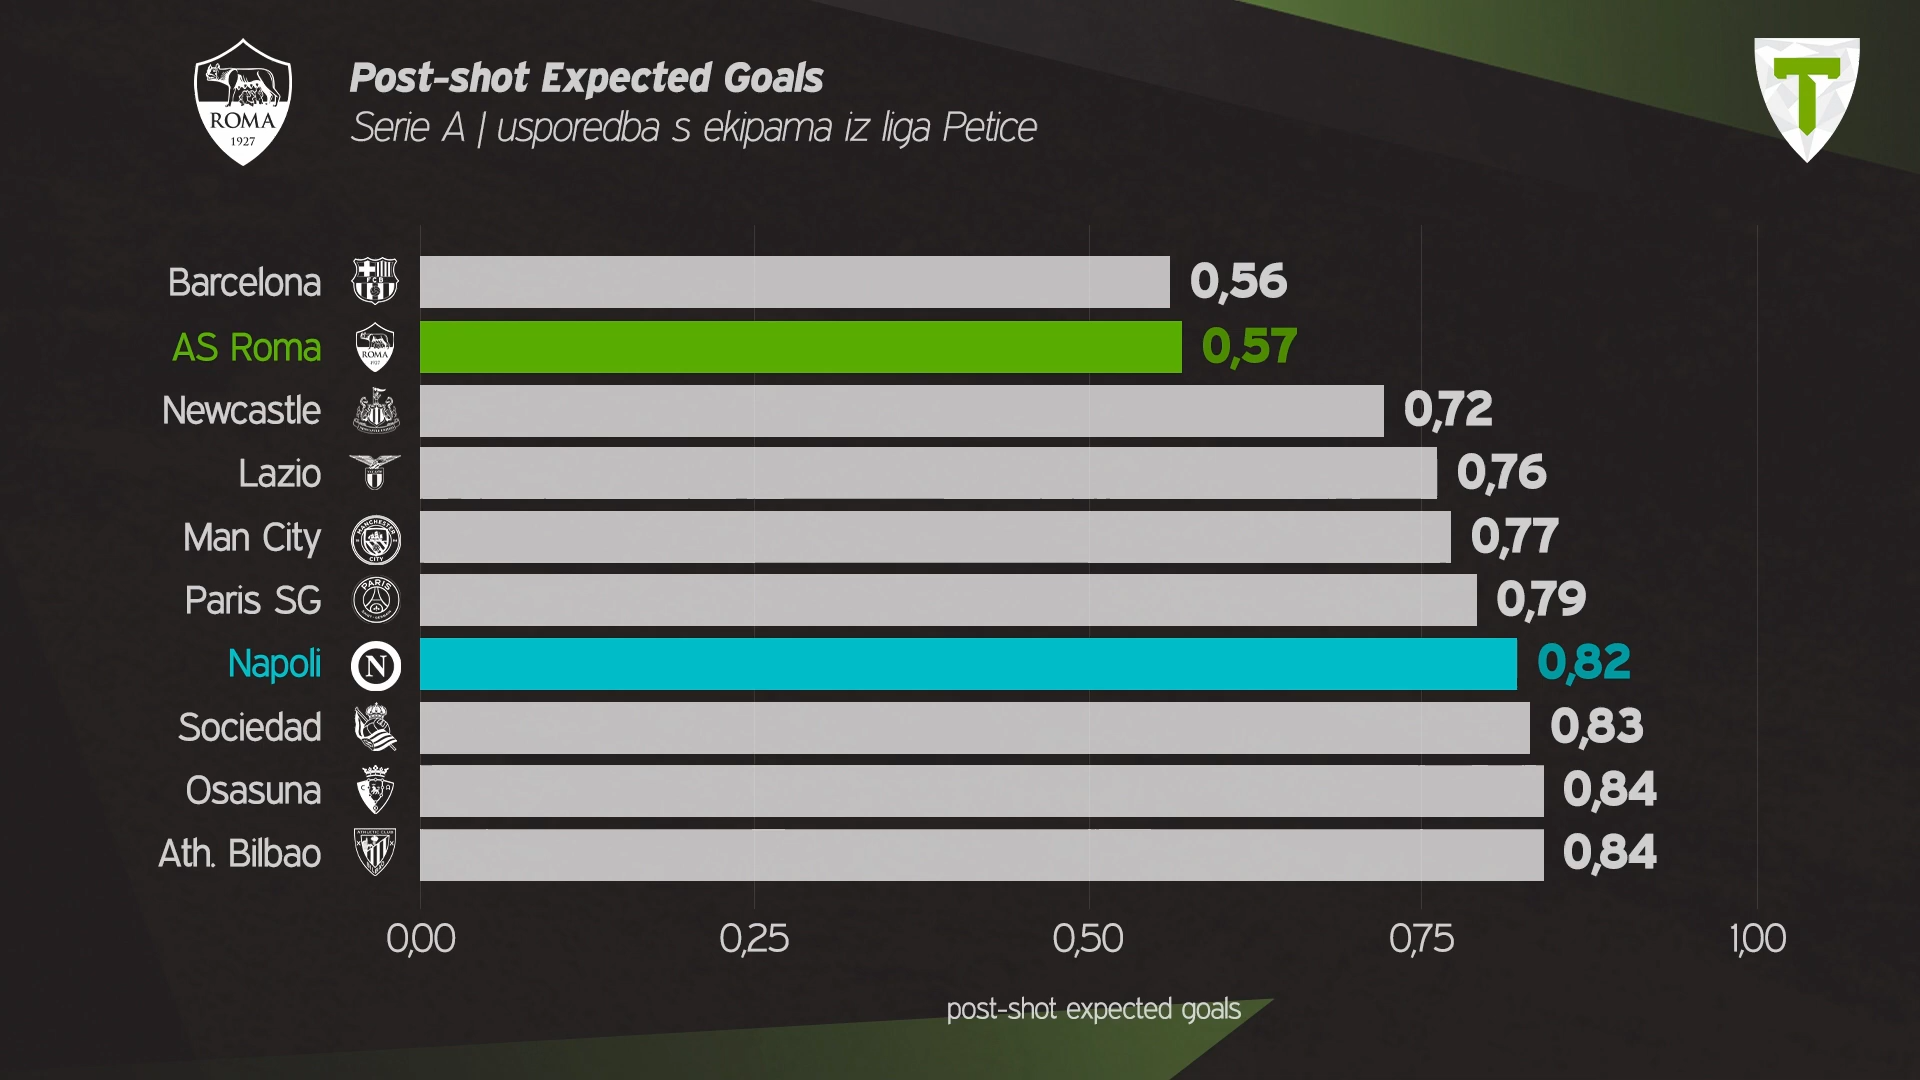 ROMA
1927
Post-shot Expected Goals
Serie A | usporedba s ekipama iz liga Petice
T
Barcelona 0,56
AS Roma 0,57
Newcastle 0,72
Lazio 0,76
Man City 0,77
Paris SG 0,79
Napoli N 0,82
Sociedad 0,83
Osasuna 0,84
Ath. Bilbao 0,84
0,00 0,25 0,50 0,75 1,00
post-shot expected goals